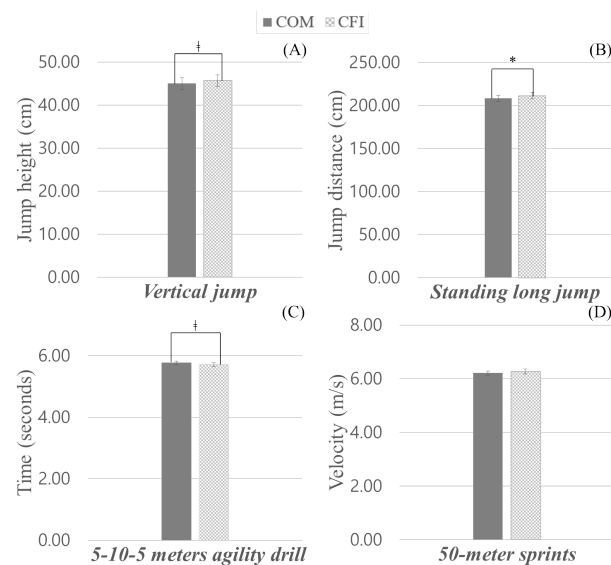 COM CFI
(A)
ǂ
Jump height (cm)
50.00
40.00
30.00
20.00
10.00
0.00
Vertical jump
(B)
*
Jump distance (cm)
250.00
200.00
150.00
100.00
50.00
0.00
Standing long jump
(C)
ǂ
Time (seconds)
6.00
4.00
2.00
0.00
5-10-5 meters agility drill
(D)
Velocity (m/s)
8.00
6.00
4.00
2.00
0.00
50-meter sprints